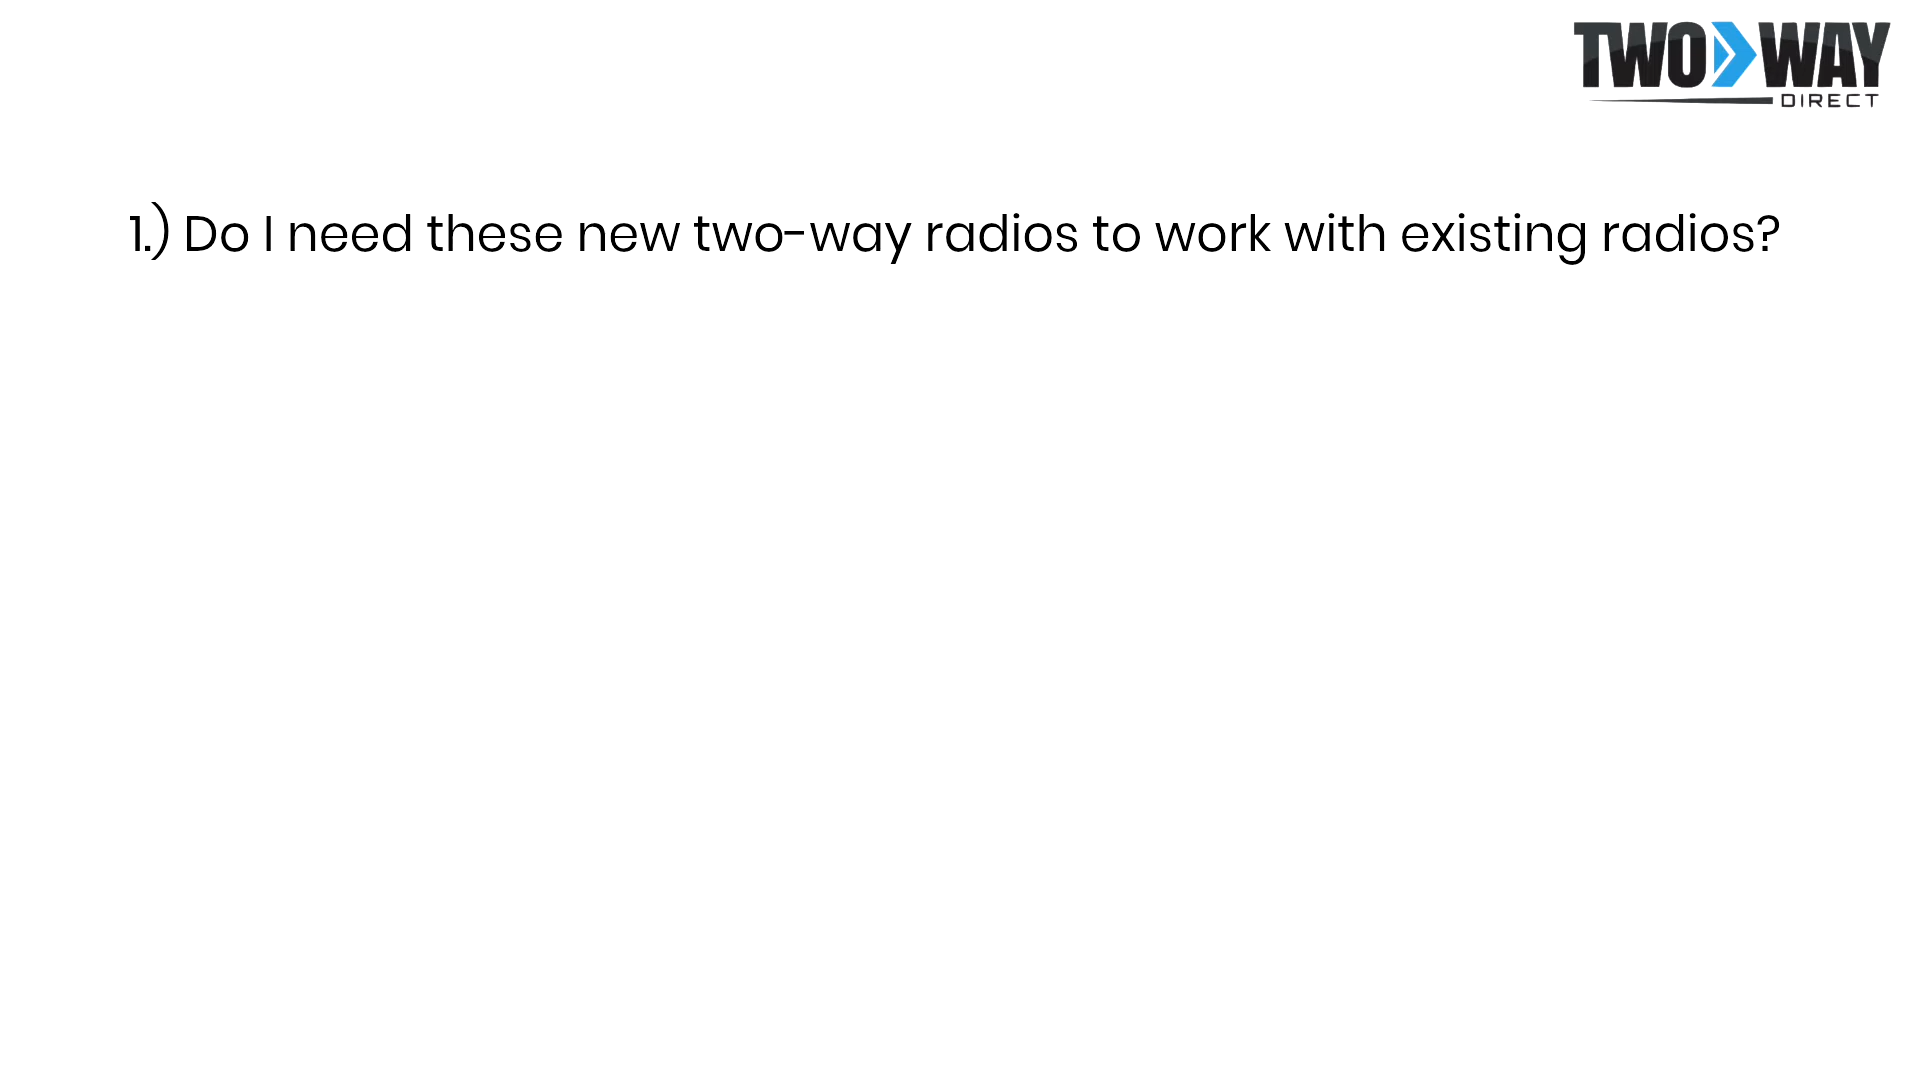 TWO WAY
DIRECT
1.) Do I need these new two-way radios to work with existing radios?